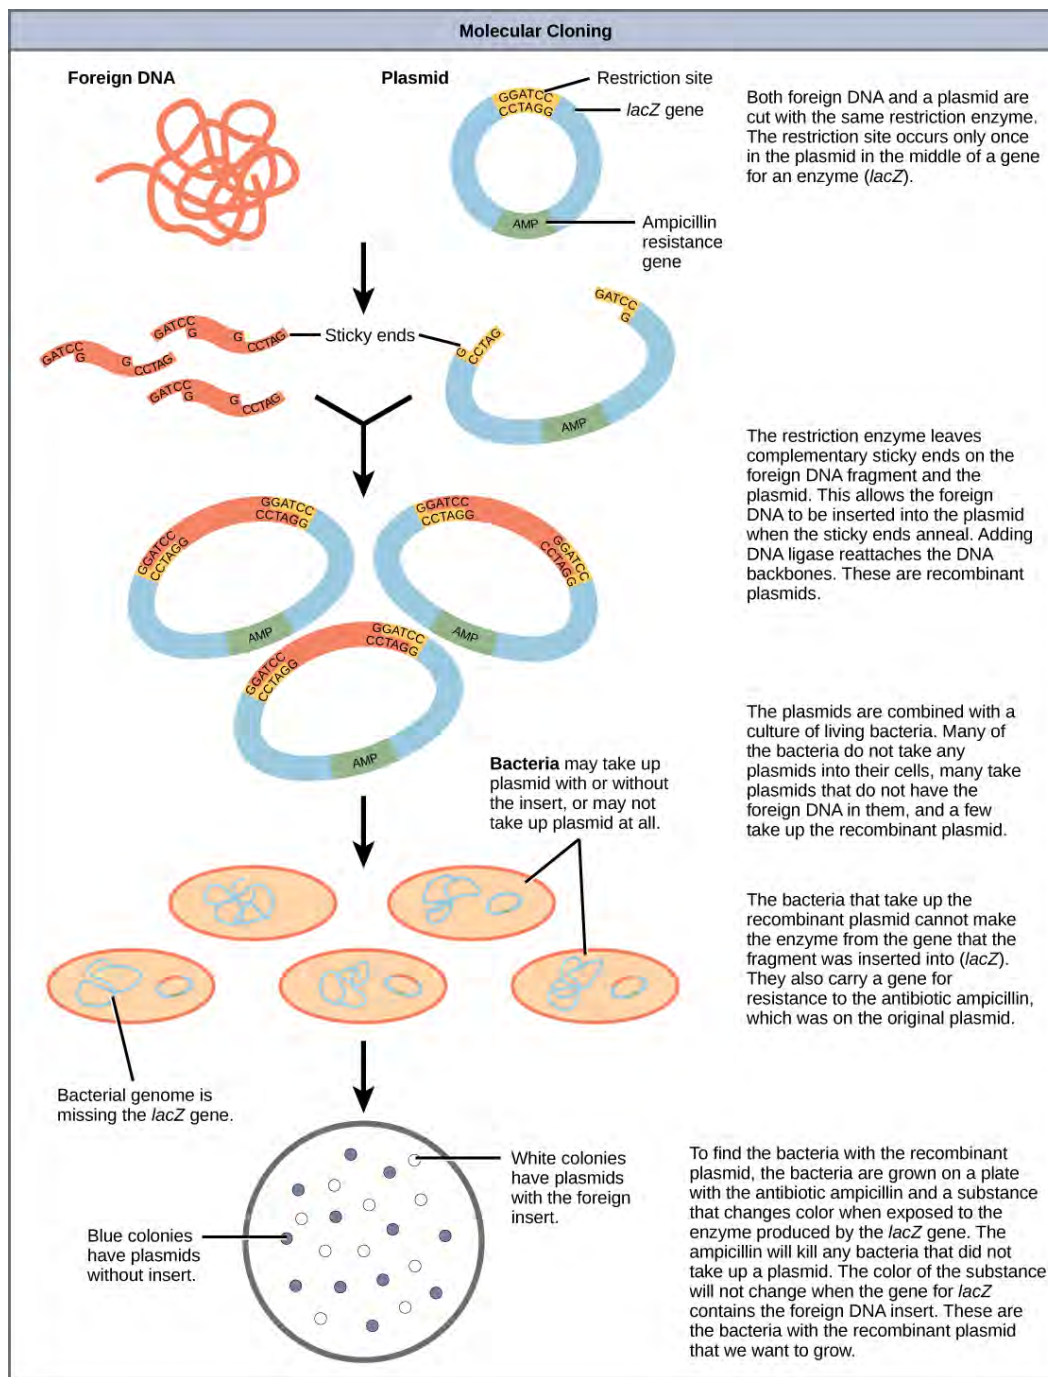 Molecular Cloning
Foreign DNA
Plasmid
Restriction site
GGATCC
CCTAGG
lacZ gene
AMP
Ampicillin
resistance
gene
Both foreign DNA and a plasmid are
cut with the same restriction enzyme.
The restriction site occurs only once
in the plasmid in the middle of a gene
for an enzyme (lacZ).
GATCC
G
G
CCTAG
GATCC
G
G
CCTAG
GATCC
G
G
CCTAG
Sticky ends
G
CCTAG
GATCC
G
AMP
The restriction enzyme leaves
complementary sticky ends on the
foreign DNA fragment and the
plasmid. This allows the foreign
DNA to be inserted into the plasmid
when the sticky ends anneal. Adding
DNA ligase reattaches the DNA
backbones. These are recombinant
plasmids.
GGATCC
CCTAGG
GGATCC
CCTAGG
AMP
GGATCC
CCTAGG
GGATCC
CCTAGG
AMP
GGATCC
CCTAGG
GGATCC
CCTAGG
AMP
The plasmids are combined with a
culture of living bacteria. Many of
the bacteria do not take any
plasmids into their cells, many take
plasmids that do not have the
foreign DNA in them, and a few
take up the recombinant plasmid.
Bacteria may take up
plasmid with or without
the insert, or may not
take up plasmid at all.
The bacteria that take up the
recombinant plasmid cannot make
the enzyme from the gene that the
fragment was inserted into (lacZ).
They also carry a gene for
resistance to the antibiotic ampicillin,
which was on the original plasmid.
Bacterial genome is
missing the lacZ gene.
White colonies
have plasmids
with the foreign
insert.
Blue colonies
have plasmids
without insert.
To find the bacteria with the recombinant
plasmid, the bacteria are grown on a plate
with the antibiotic ampicillin and a substance
that changes color when exposed to the
enzyme produced by the lacZ gene. The
ampicillin will kill any bacteria that did not
take up a plasmid. The color of the substance
will not change when the gene for lacZ
contains the foreign DNA insert. These are
the bacteria with the recombinant plasmid
that we want to grow.